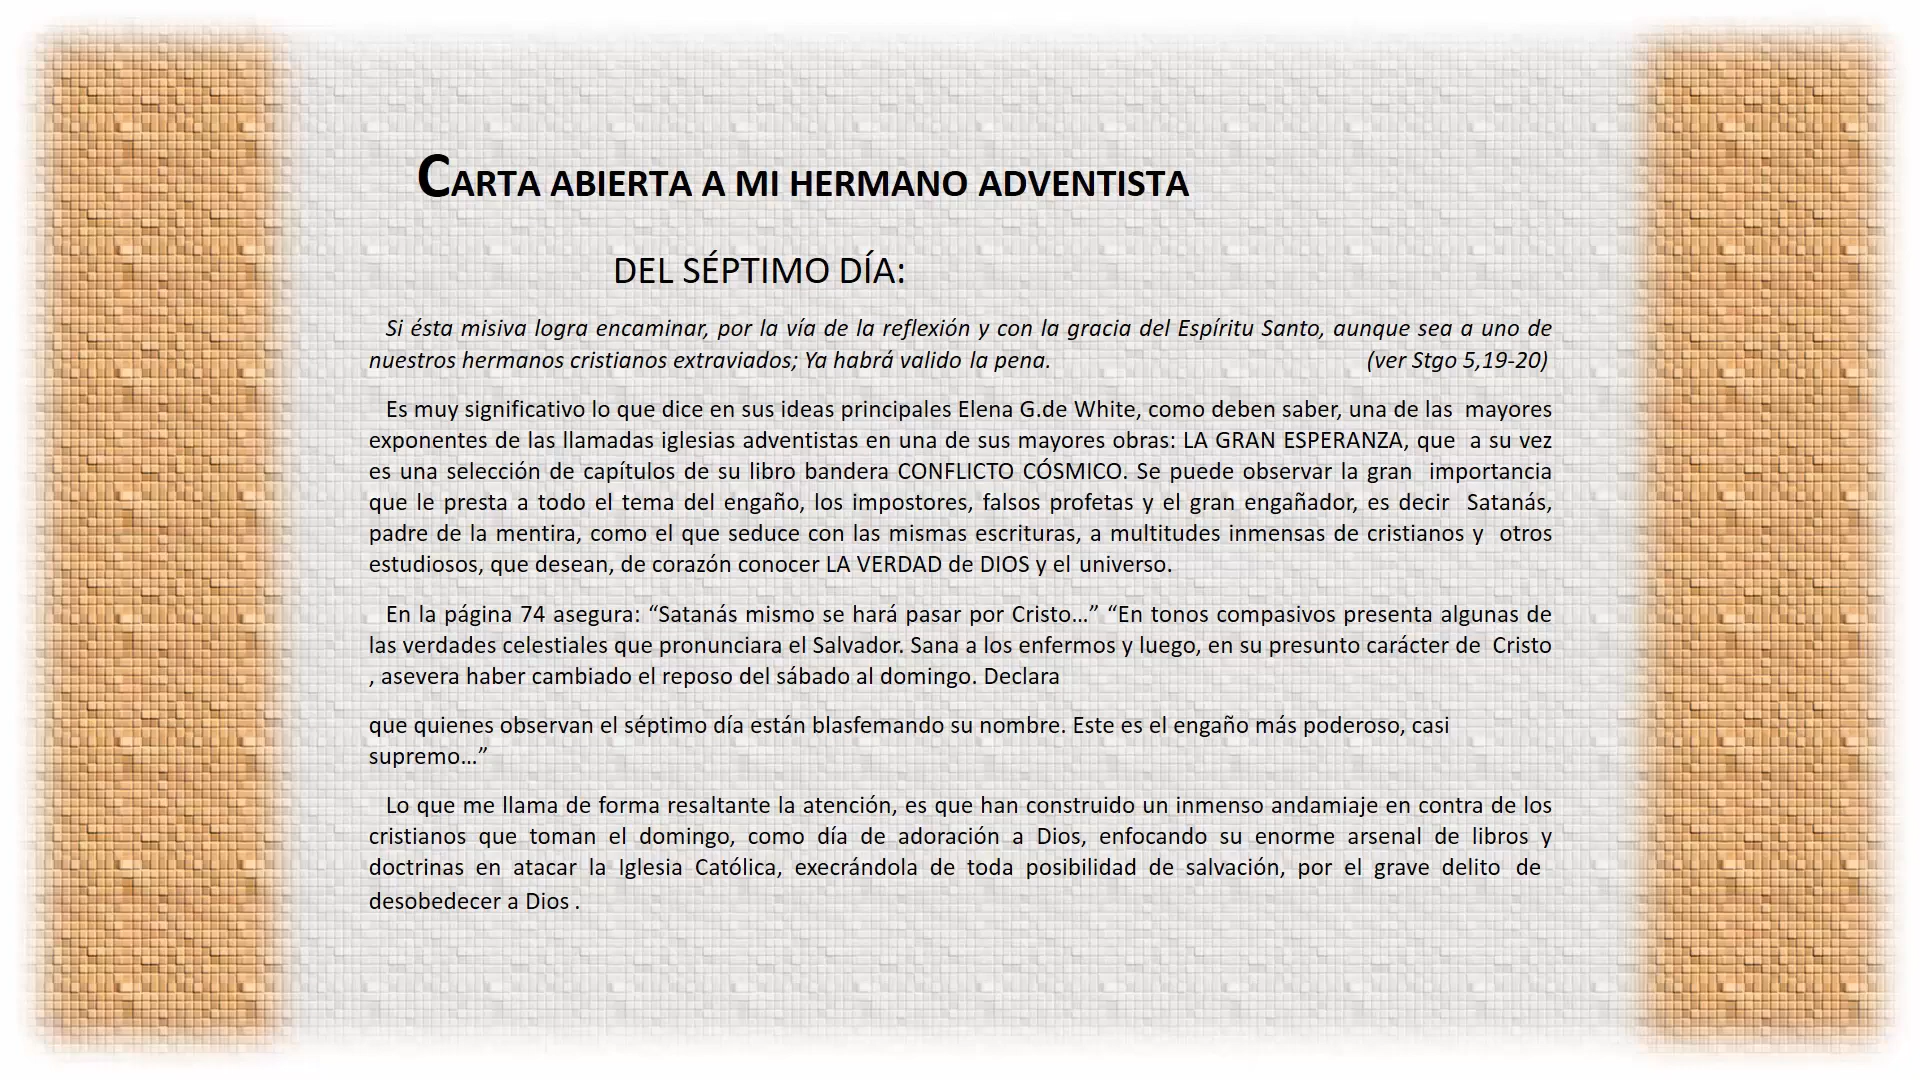 CARTA ABIERTA A MI HERMANO ADVENTISTA
DEL SÉPTIMO DÍA:
Si ésta misiva logra encaminar, por la vía de la reflexión y con la gracia del Espíritu Santo, aunque sea a uno de
nuestros hermanos cristianos extraviados; Ya habrá valido la pena. (ver Stgo 5,19-20)
Es muy significativo lo que dice en sus ideas principales Elena G.de White, como deben saber, una de las mayores
exponentes de las llamadas iglesias adventistas en una de sus mayores obras: LA GRAN ESPERANZA, que a su vez
es una selección de capítulos de su libro bandera CONFLICTO CÓSMICO. Se puede observar la gran importancia
que le presta a todo el tema del engaño, los impostores, falsos profetas y el gran engañador, es decir Satanás,
padre de la mentira, como el que seduce con las mismas escrituras, a multitudes inmensas de cristianos y otros
estudiosos, que desean, de corazón conocer LA VERDAD de DIOS y el universo.
En la página 74 asegura: “Satanás mismo se hará pasar por Cristo…” “En tonos compasivos presenta algunas de
las verdades celestiales que pronunciara el Salvador. Sana a los enfermos y luego, en su presunto carácter de Cristo
, asevera haber cambiado el reposo del sábado al domingo. Declara
que quienes observan el séptimo día están blasfemando su nombre. Este es el engaño más poderoso, casi
supremo…”
Lo que me llama de forma resaltante la atención, es que han construido un inmenso andamiaje en contra de los
cristianos que toman el domingo, como día de adoración a Dios, enfocando su enorme arsenal de libros y
doctrinas en atacar la Iglesia Católica, execrándola de toda posibilidad de salvación, por el grave delito de
desobedecer a Dios .